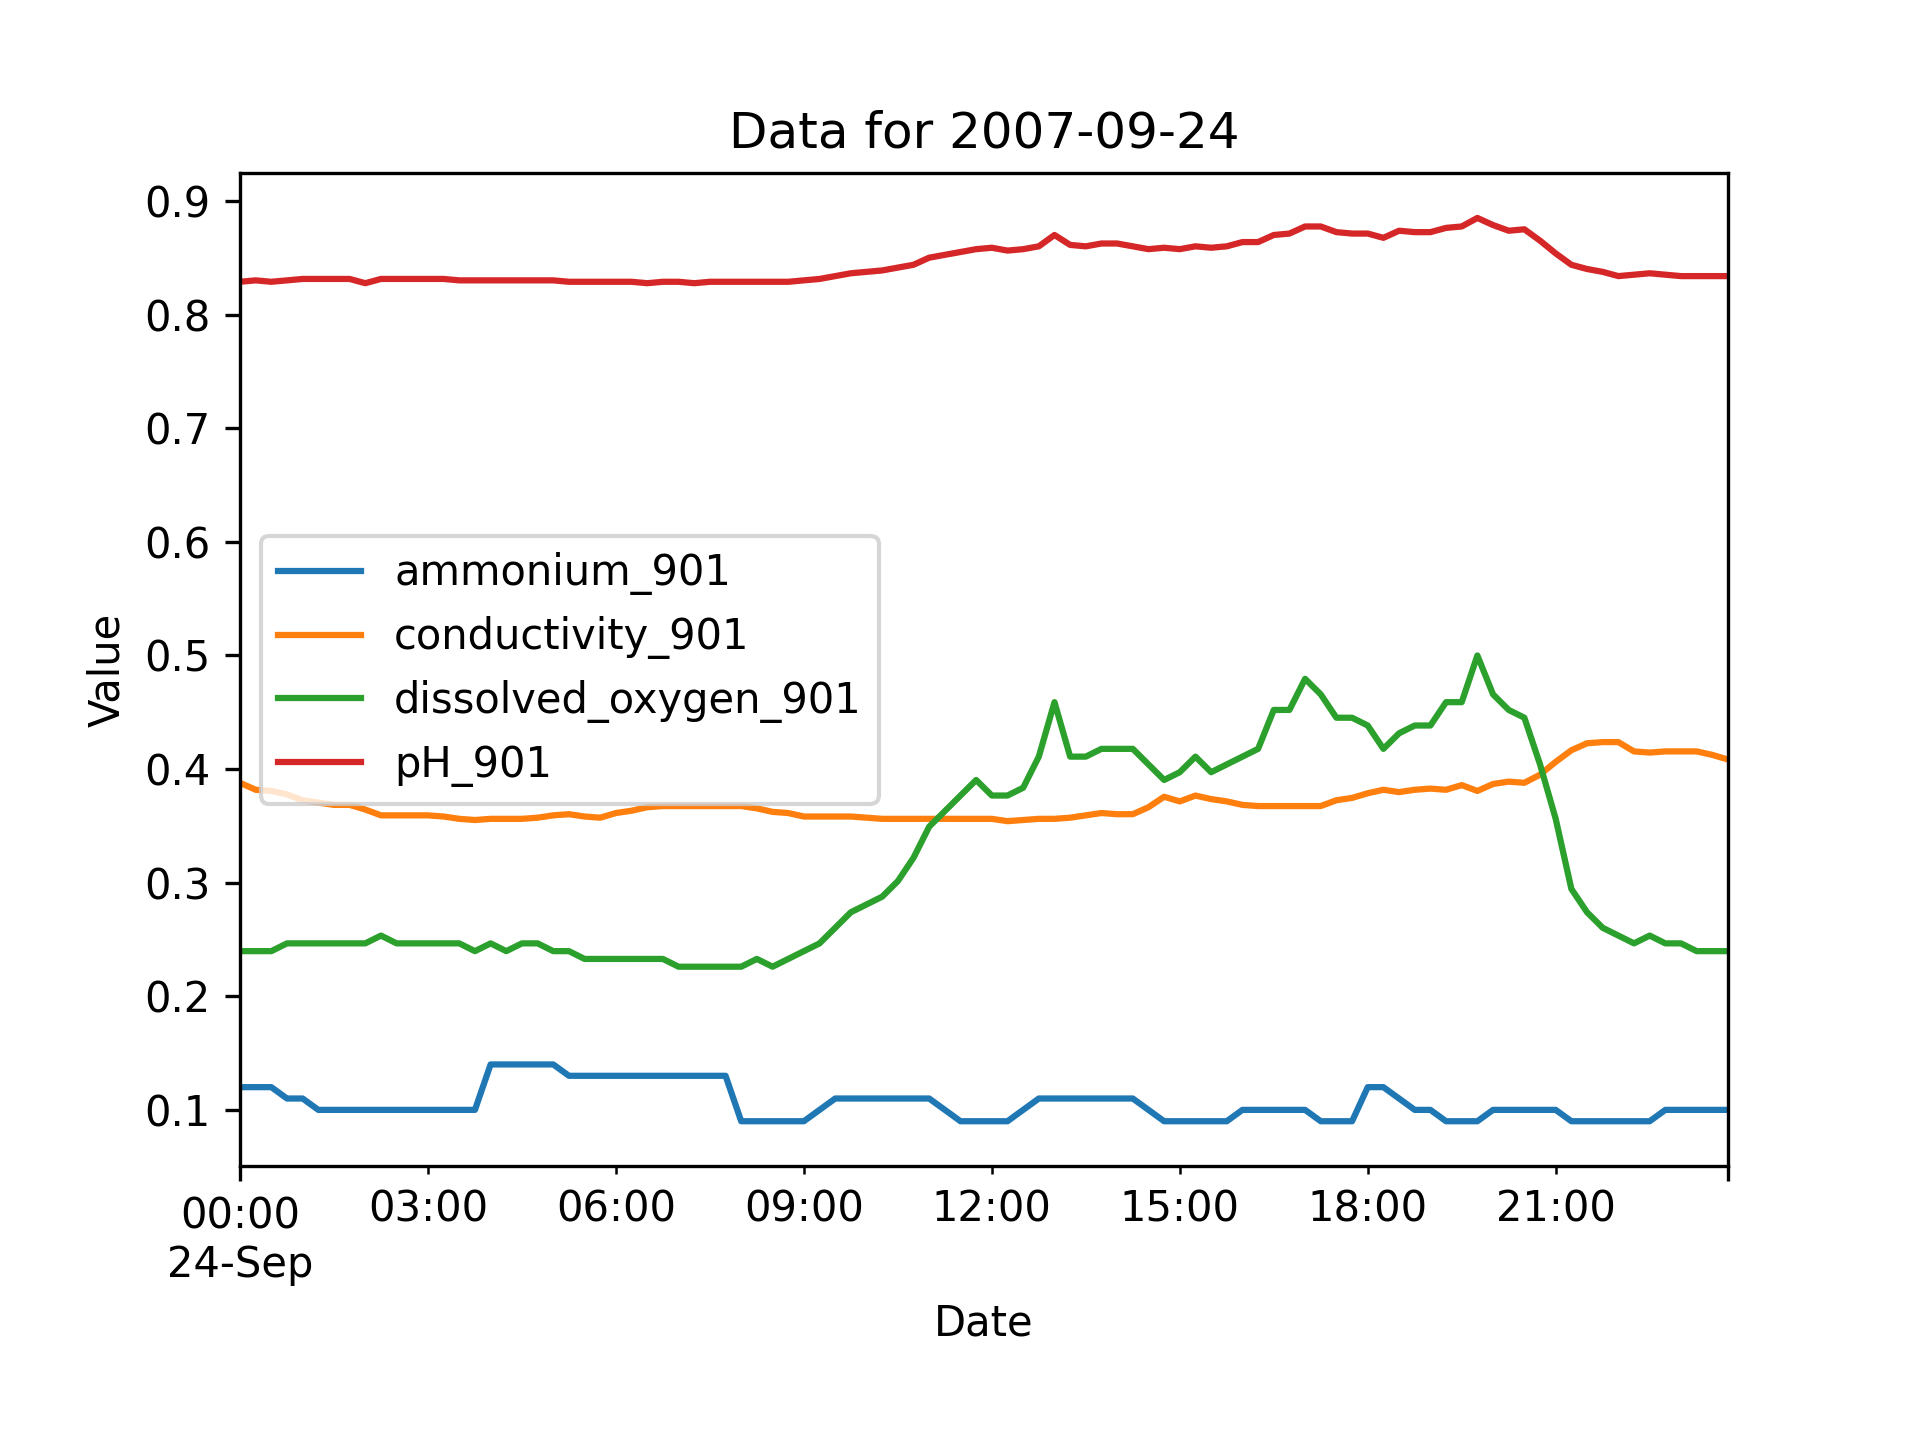 Data for 2007-09-24
0.9
0.8
0.7
0.6
0.5
0.4
0.3
0.2
0.1
Value
ammonium_901
conductivity_901
dissolved_oxygen_901
pH_901
00:00 03:00 06:00 09:00 12:00 15:00 18:00 21:00
24-Sep
Date